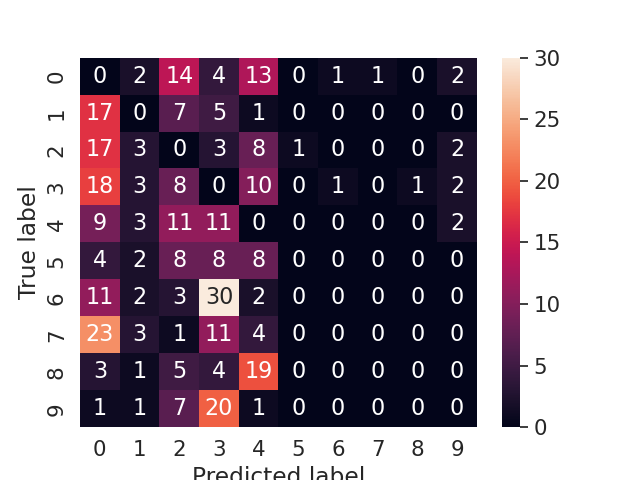 0 0 2 14 4 13 0 1 1 0 2
1 17 0 7 5 1 0 0 0 0 0
2 17 3 0 3 8 1 0 0 0 2
3 18 3 8 0 10 0 1 0 1 2
4 9 3 11 11 0 0 0 0 0 2
5 4 2 8 8 8 0 0 0 0 0
6 11 2 3 30 2 0 0 0 0 0
7 23 3 1 11 4 0 0 0 0 0
8 3 1 5 4 19 0 0 0 0 0
9 1 1 7 20 1 0 0 0 0 0
0 1 2 3 4 5 6 7 8 9
Predicted label
True label
30
25
20
15
10
5
0